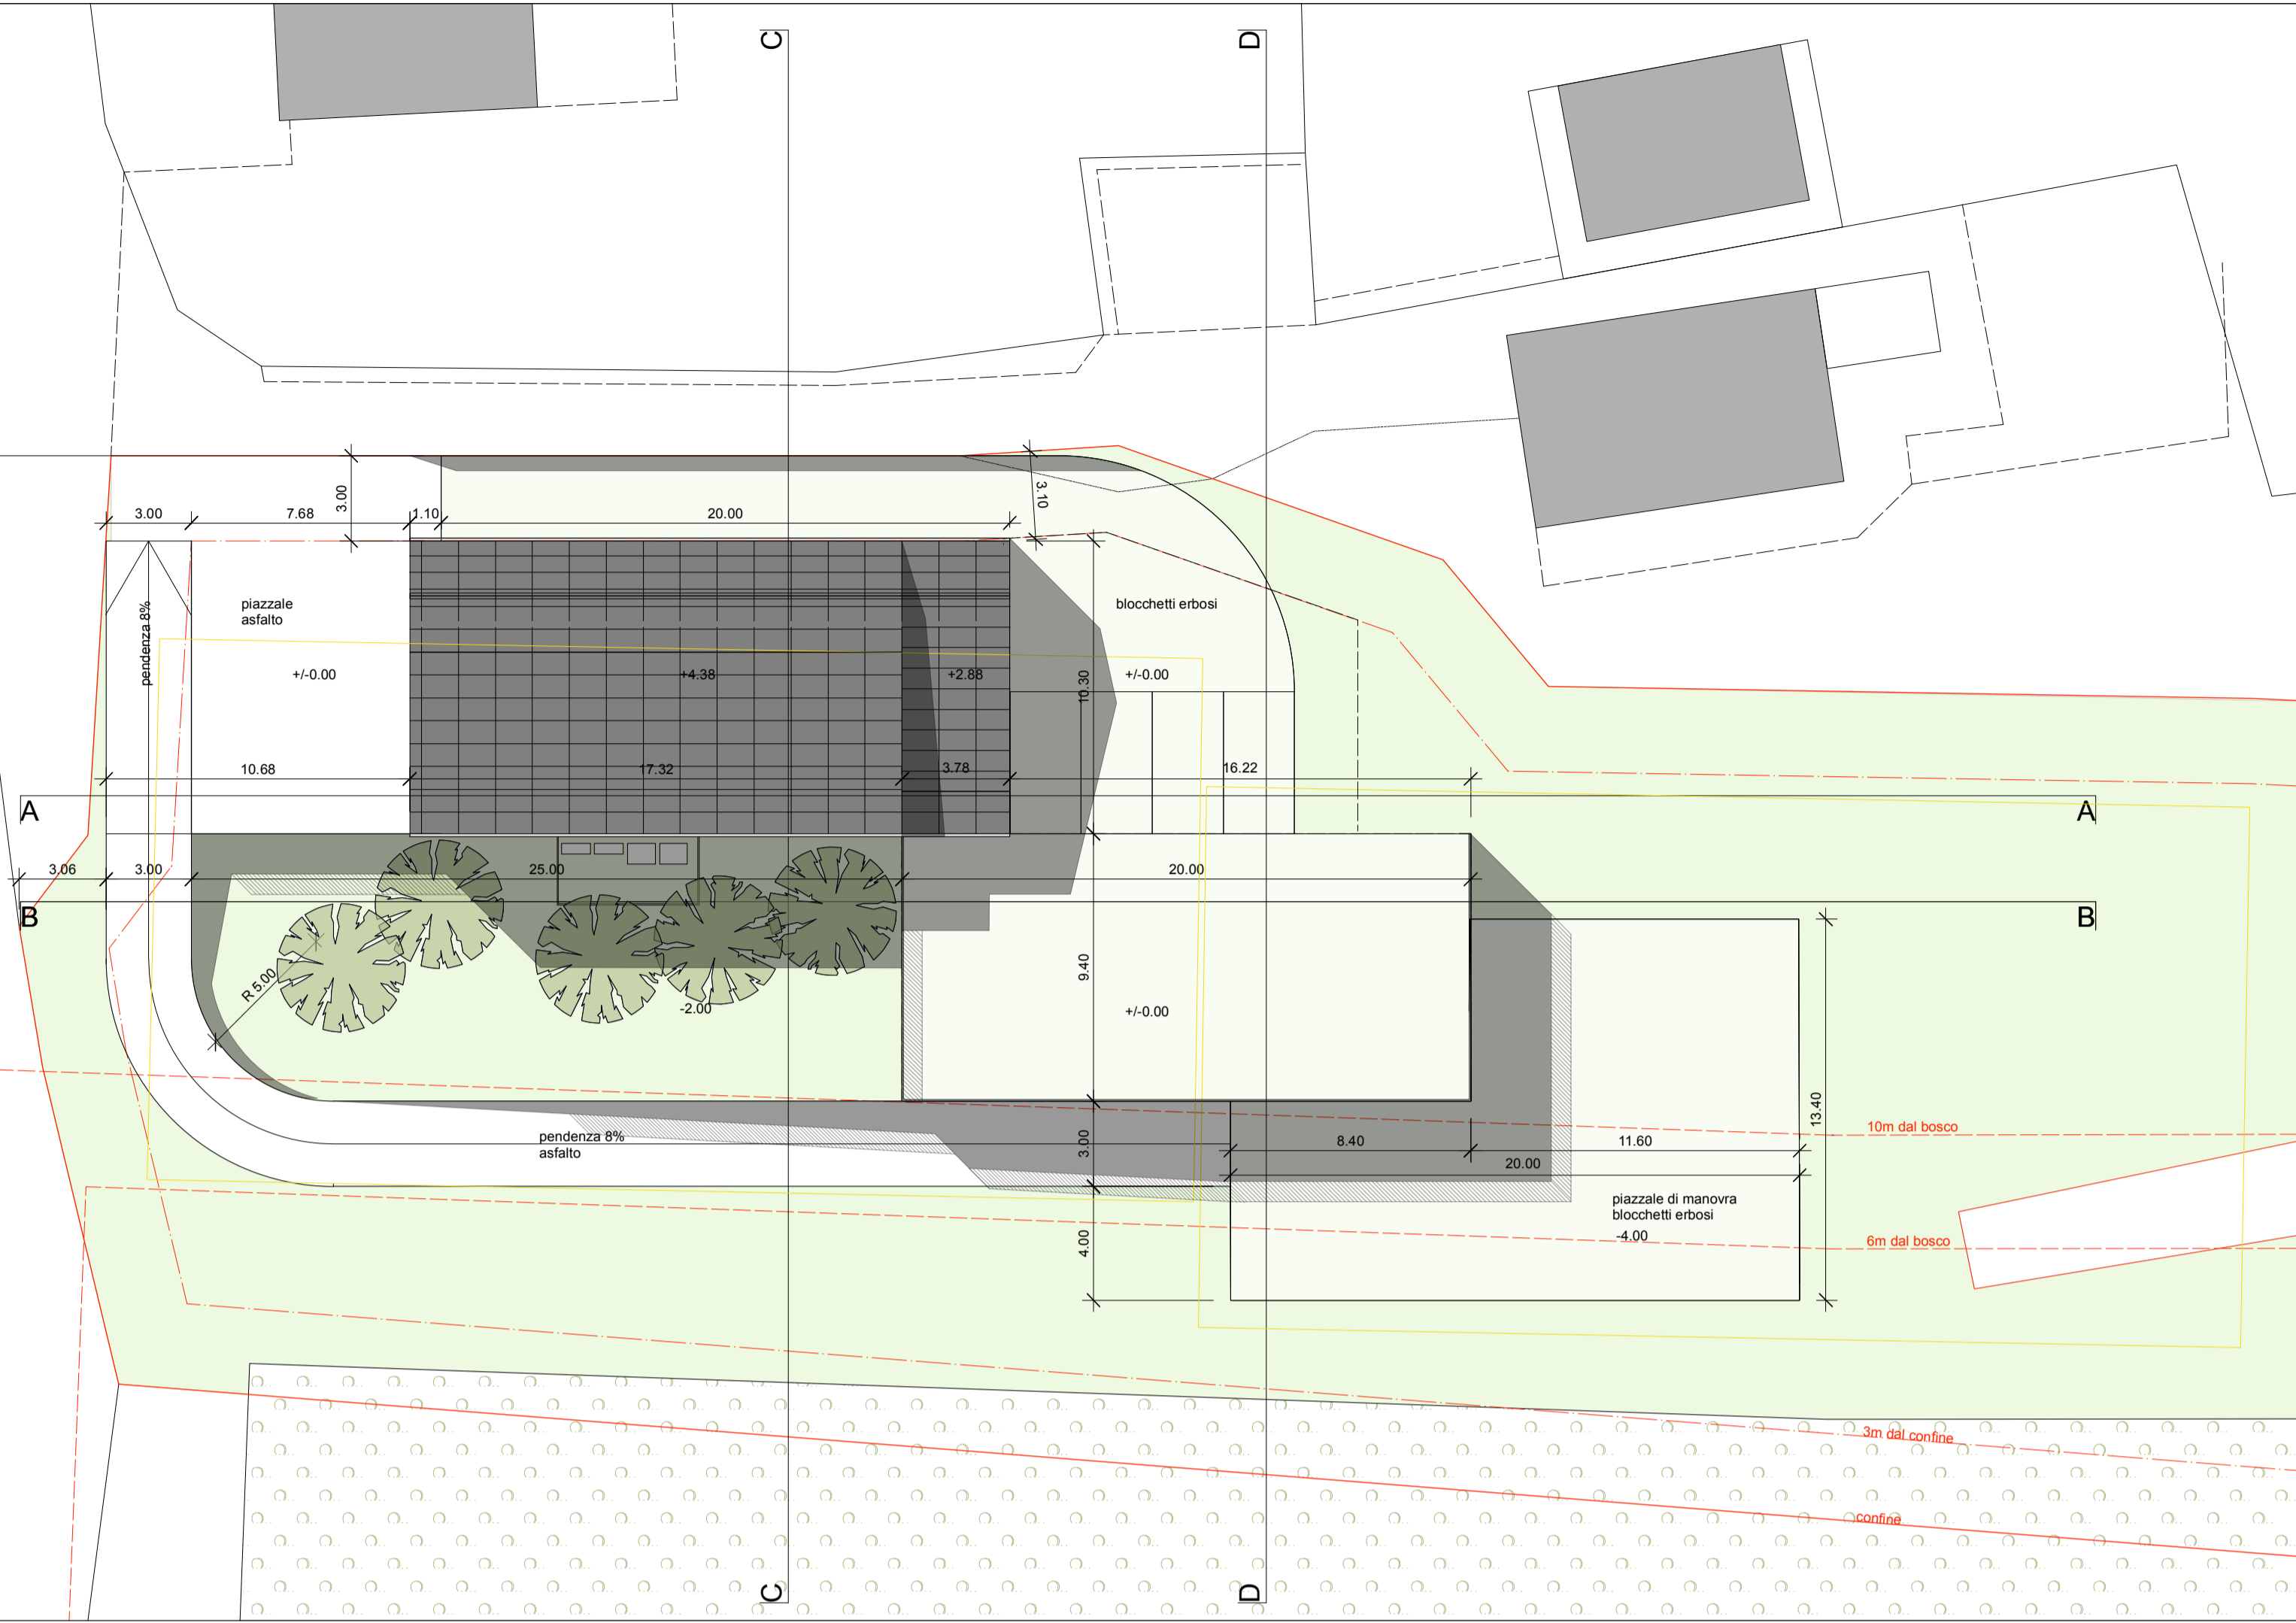 C
D
3.00
7.68
3.00
1.10
20.00
3.10
pendenza 8%
piazzale
asfalto
blocchetti erbosi
+/-0.00
+4.38
+2.88
10.30
+/-0.00
10.68
17.32
3.78
16.22
A
A
3.06
3.00
25.00
20.00
B
B
R 5.00
9.40
-2.00
+/-0.00
13.40
10m dal bosco
pendenza 8%
asfalto
3.00
8.40
11.60
20.00
piazzale di manovra
blocchetti erbosi
-4.00
4.00
6m dal bosco
3m dal confine
confine
C
D